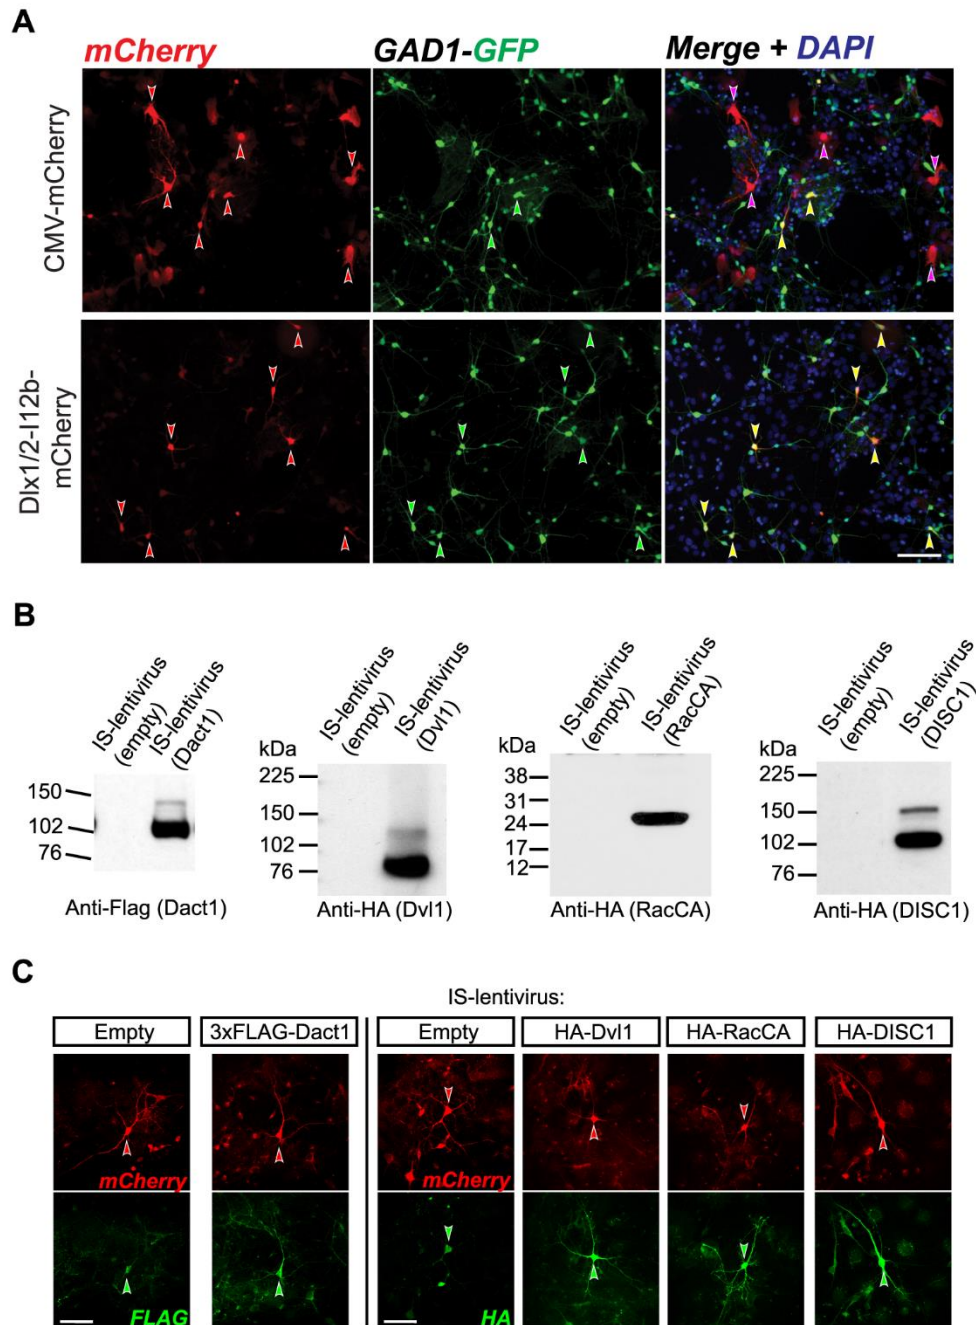 A
mCherry
GAD1-GFP
Merge + DAPI
CMV-mCherry
Dlx1/2-I12b-
mCherry
B
IS-lentivirus
(empty)
IS-lentivirus
(Dact1)
150
102
76
Anti-Flag (Dact1)
IS-lentivirus
(empty)
IS-lentivirus
(Dvl1)
kDa
225
150
102
76
Anti-HA (Dvl1)
IS-lentivirus
(empty)
IS-lentivirus
(RacCA)
kDa
38
31
24
17
12
Anti-HA (RacCA)
IS-lentivirus
(empty)
IS-lentivirus
(DISC1)
kDa
225
150
102
76
Anti-HA (DISC1)
C
IS-lentivirus:
Empty
3xFLAG-Dact1
Empty
HA-Dvl1
HA-RacCA
HA-DISC1
mCherry
mCherry
FLAG
HA